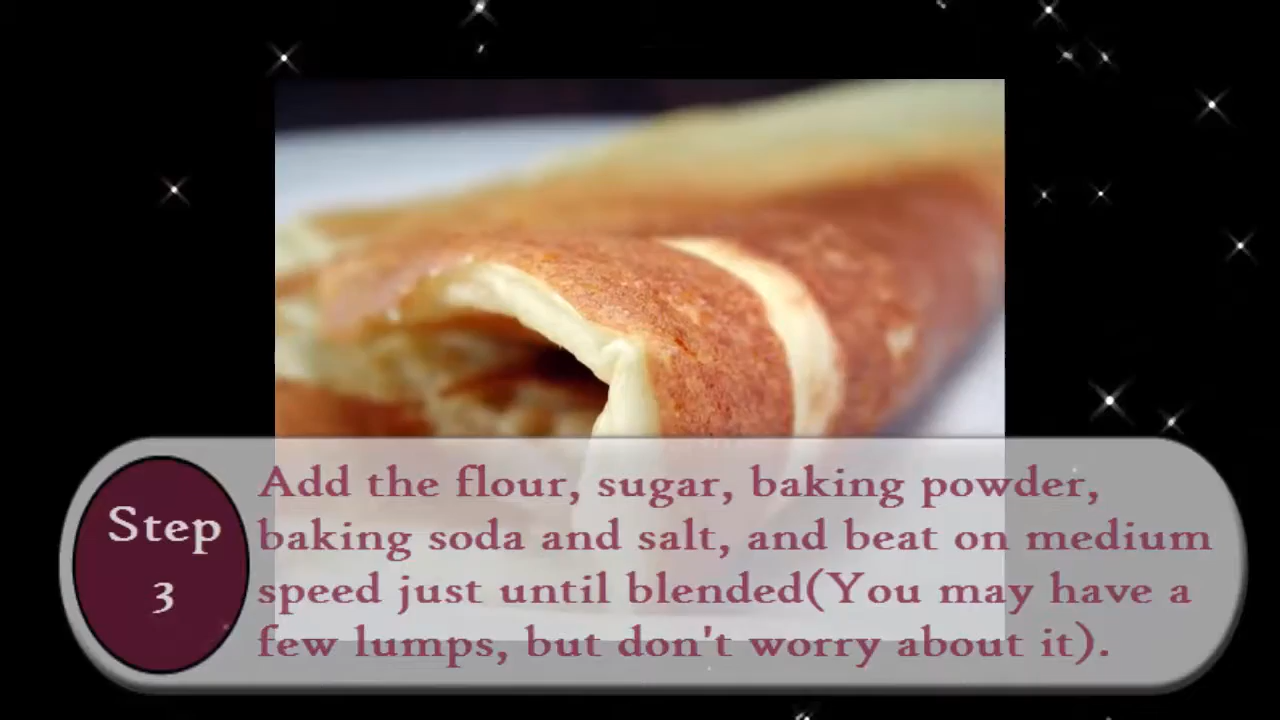 Step
3
Add the flour, sugar, baking powder,
baking soda and salt, and beat on medium
speed just until blended(You may have a
few lumps, but don't worry about it).